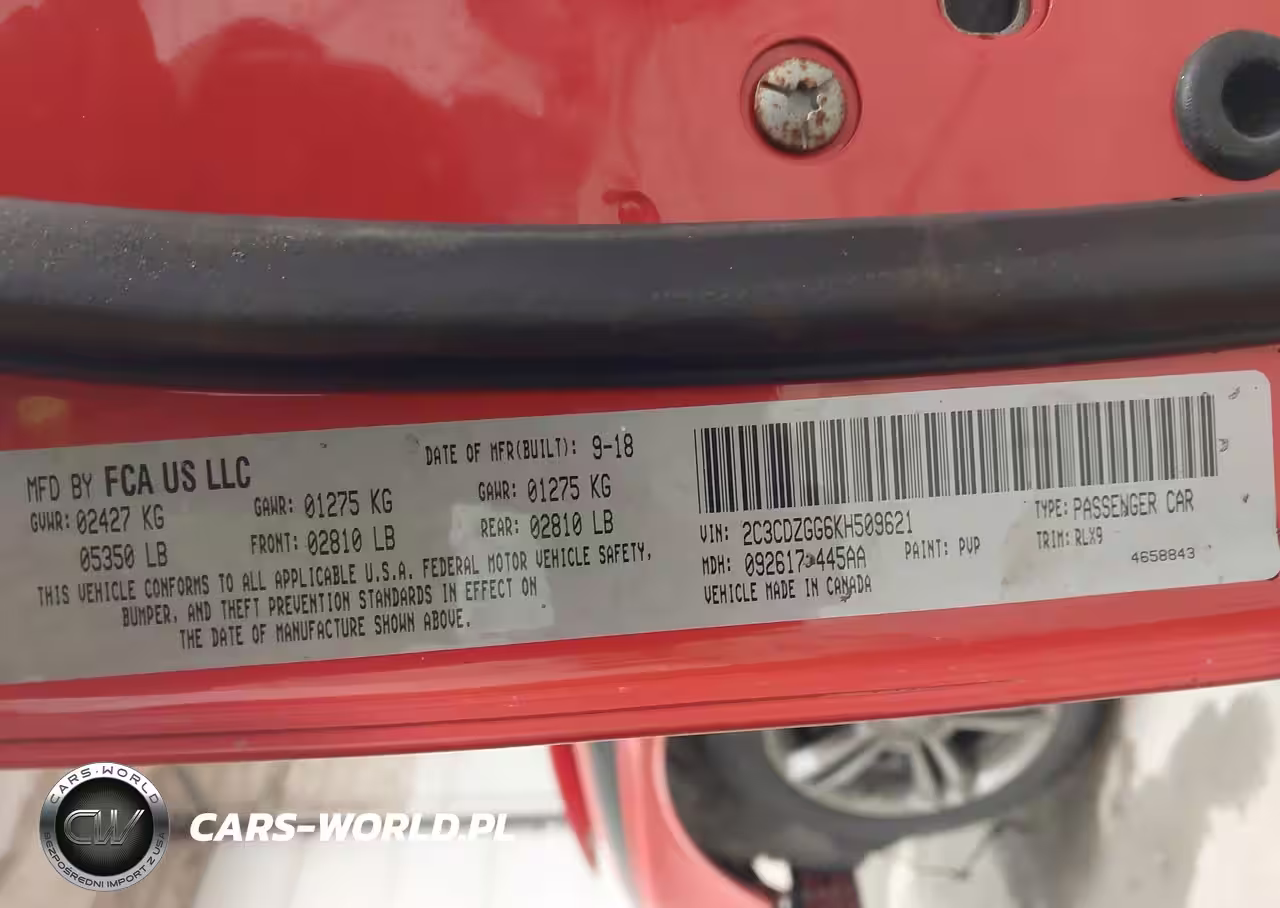 MFD BY FCA US LLC
DATE OF MFR(BUILT): 9-18
GVWR: 02427 KG
05350 LB
GAWR: 01275 KG
FRONT: 02810 LB
GAWR: 01275 KG
REAR: 02810 LB
THIS VEHICLE CONFORMS TO ALL APPLICABLE U.S.A. FEDERAL MOTOR VEHICLE SAFETY,
BUMPER, AND THEFT PREVENTION STANDARDS IN EFFECT ON
THE DATE OF MANUFACTURE SHOWN ABOVE.
VIN: 2C3CDZGG6KH509621
TYPE: PASSENGER CAR
MDH: 092617 445AA
PAINT: PVP
TRIM: RLX9
VEHICLE MADE IN CANADA
4658843
CARS-WORLD
CW
BEZPOŚREDNI IMPORT Z USA
CARS-WORLD.PL